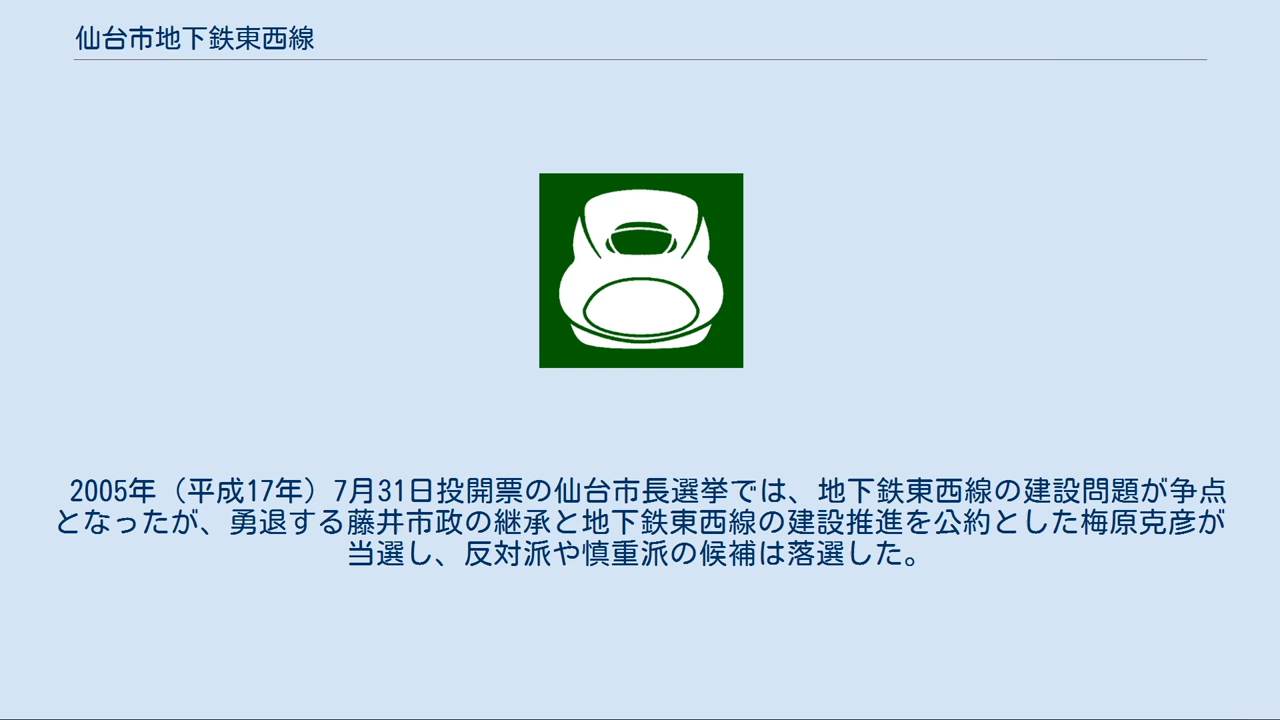 仙台市地下鉄東西線
2005年（平成17年）7月31日投開票の仙台市長選挙では、地下鉄東西線の建設問題が争点
となったが、勇退する藤井市政の継承と地下鉄東西線の建設推進を公約とした梅原克彦が
当選し、反対派や慎重派の候補は落選した。